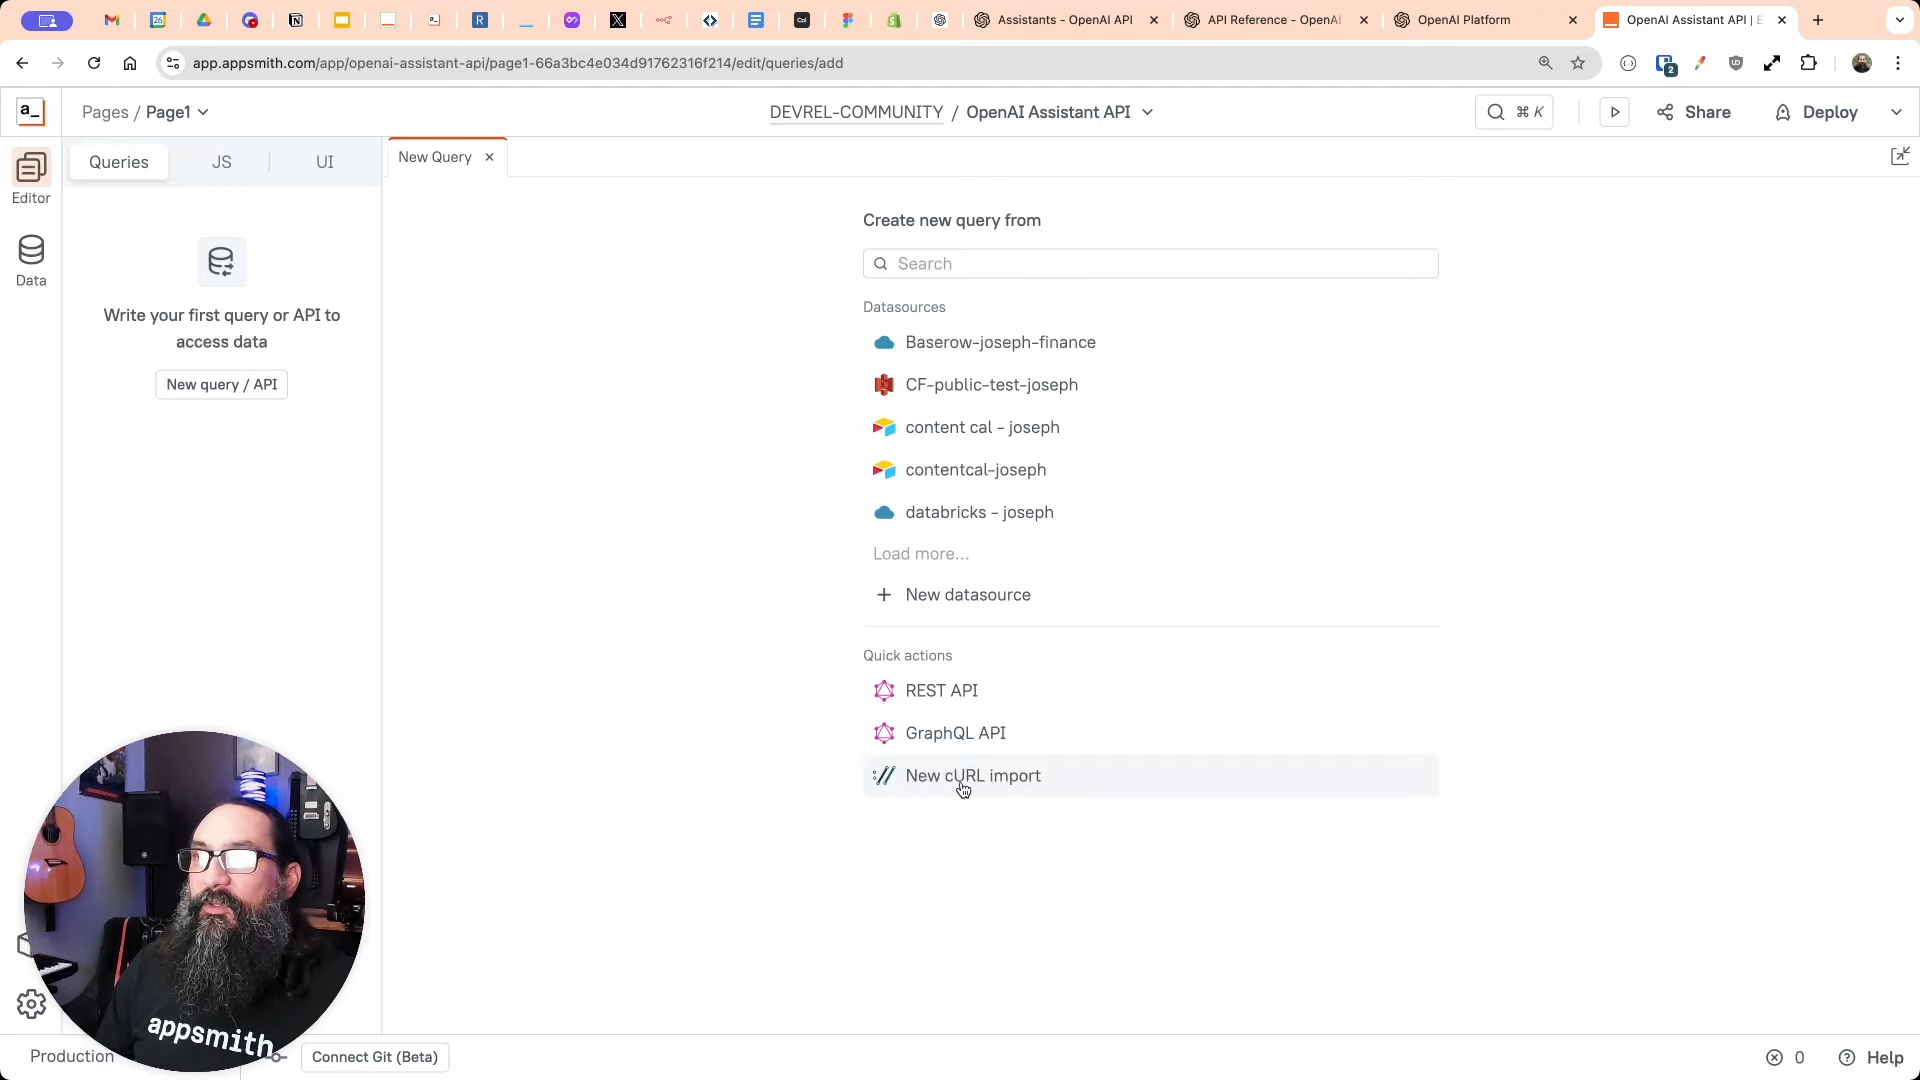 26
Cal
Assistants - OpenAI API
API Reference - OpenAI
OpenAI Platform
OpenAI Assistant API | E
app.appsmith.com/app/openai-assistant-api/page1-66a3bc4e034d91762316f214/edit/queries/add
2
a_
Pages / Page1
DEVREL-COMMUNITY / OpenAI Assistant API
⌘ K
Share
Deploy
Editor
Data
Queries
JS
UI
New Query
Write your first query or API to
access data
New query / API
Create new query from
Search
Datasources
Baserow-joseph-finance
CF-public-test-joseph
content cal - joseph
contentcal-joseph
databricks - joseph
Load more...
New datasource
Quick actions
REST API
GraphQL API
New cURL import
appsmith
Production
Connect Git (Beta)
0
Help